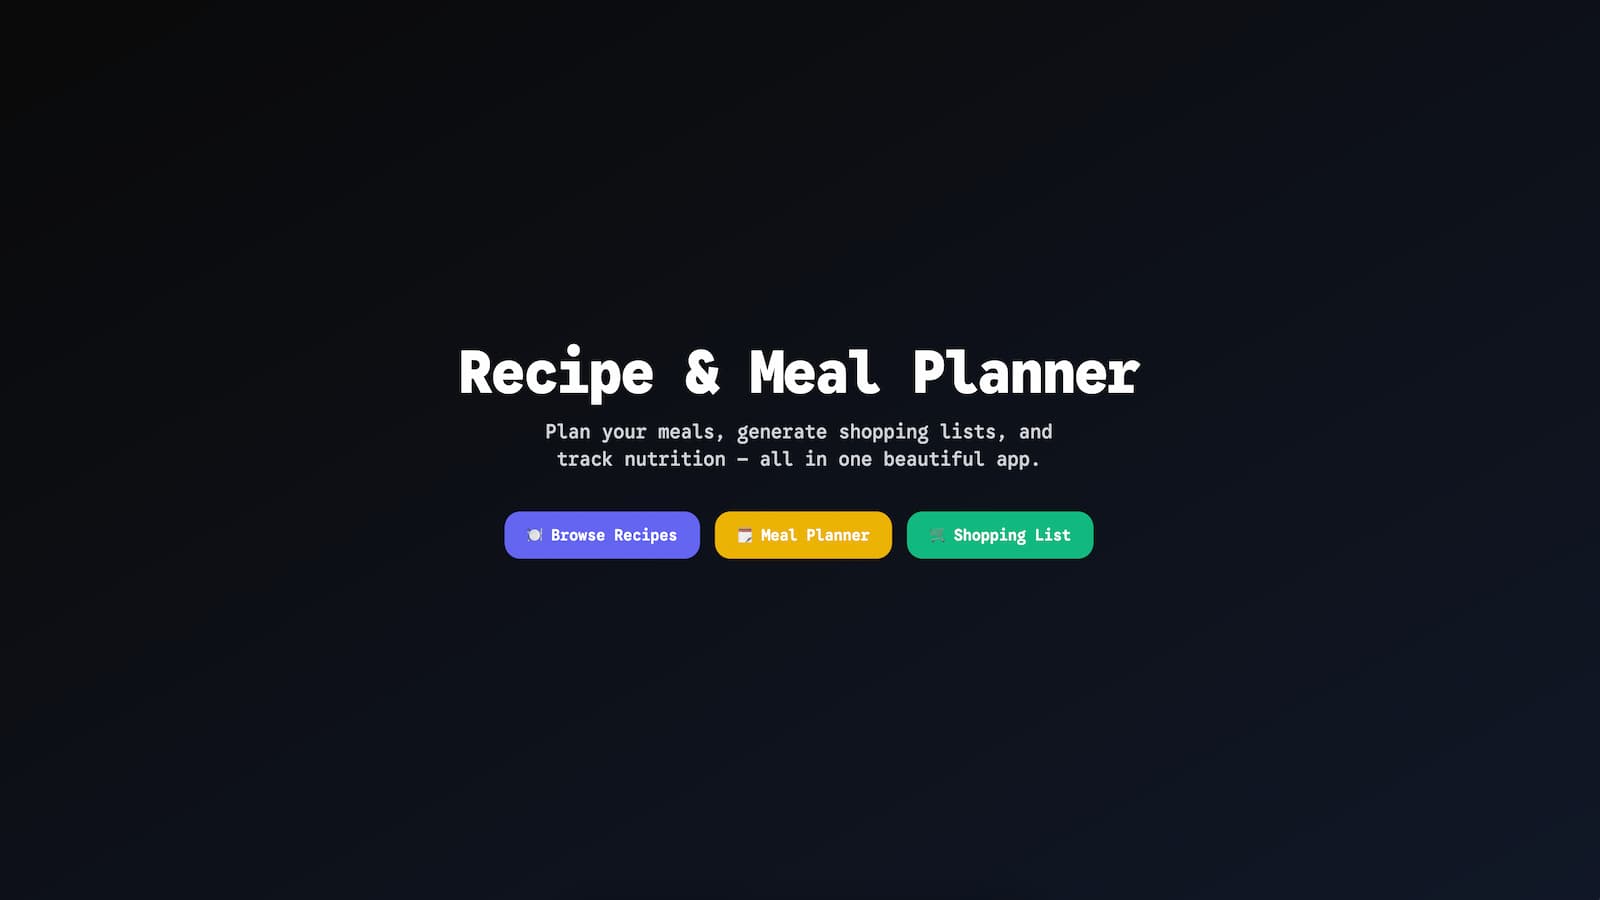 Recipe & Meal Planner
Plan your meals, generate shopping lists, and
track nutrition — all in one beautiful app.
Browse Recipes
Meal Planner
Shopping List